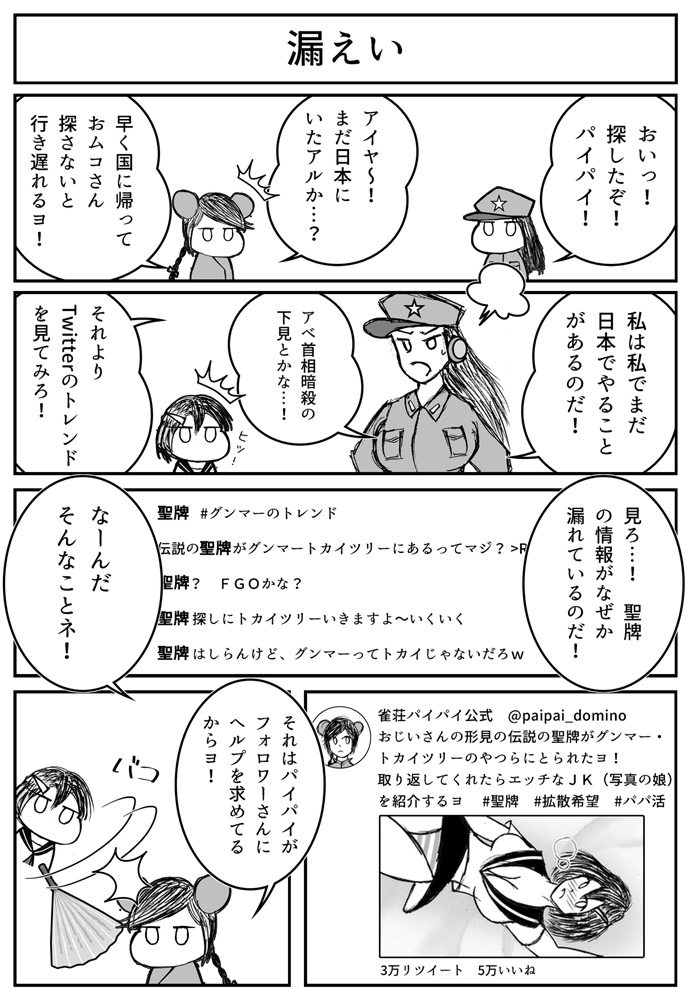 漏えい
おいっ！
探したぞ！
パイパイ！
アイヤ～！
まだ日本に
いたアルか…？
早く国に帰って
おムコさん
探さないと
行き遅れるヨ！
私は私でまだ
日本でやること
があるのだ！
アベ首相暗殺の
下見とかな…！
ヒソ…！
それより
Twitterのトレンド
を見てみろ！
見ろ…！　聖牌
の情報がなぜか
漏れているのだ！
聖牌　#グンマーのトレンド
伝説の聖牌がグンマートカイツリーにあるってマジ？ >R
聖牌？　ＦＧＯかな？
聖牌 探しにトカイツリーいきますよ～いくいく
聖牌 はしらんけど、グンマーってトカイじゃないだろｗ
なーんだ
そんなことネ！
雀荘パイパイ公式　@paipai_domino
おじいさんの形見の伝説の聖牌がグンマー・
トカイツリーのやつらにとられたヨ！
取り返してくれたらエッチなＪＫ（写真の娘）
を紹介するヨ　#聖牌　#拡散希望　#パパ活
3万リツイート　5万いいね
それはパイパイが
フォロワーさんに
ヘルプを求めてる
からヨ！
バコ